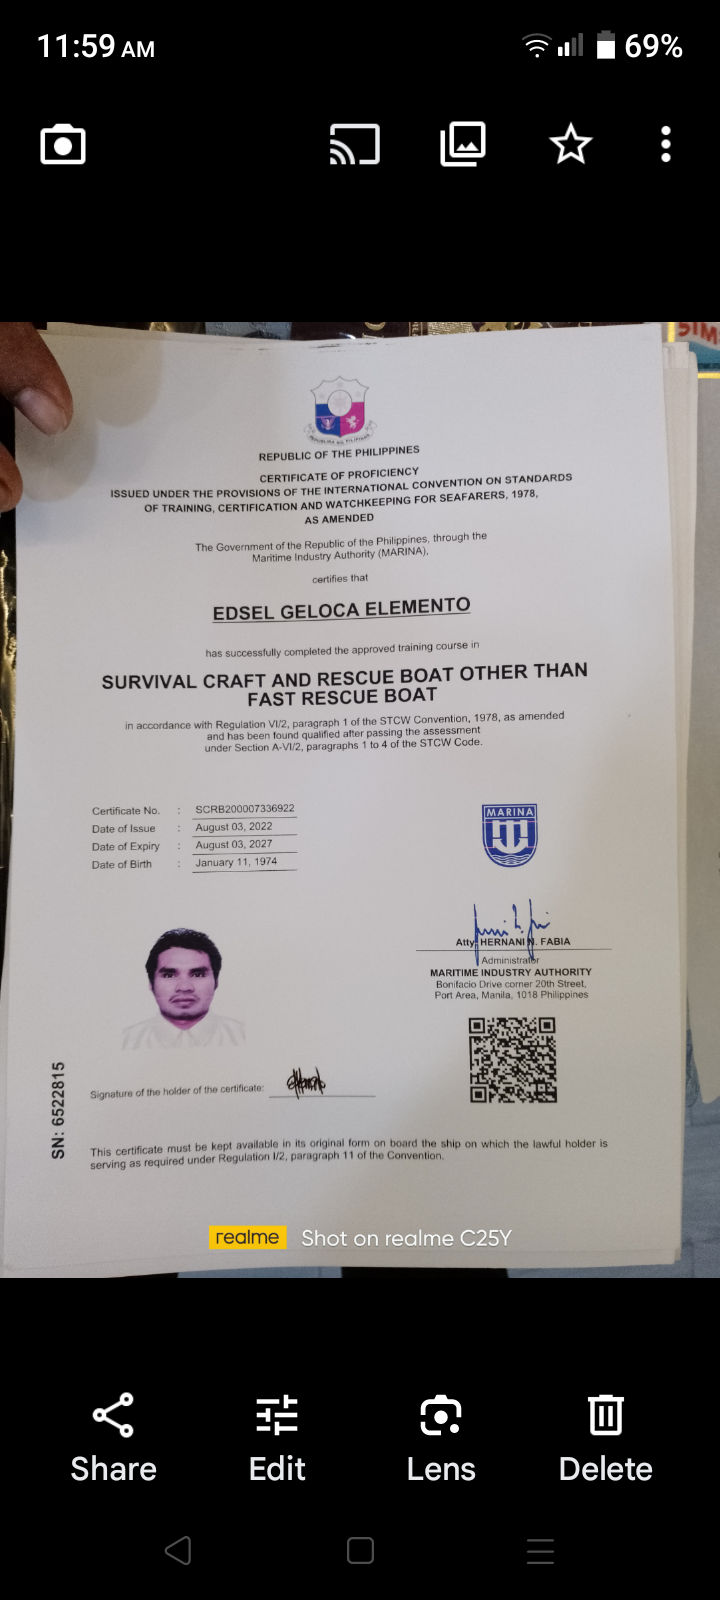 11:59 AM
69%
SIM
REPUBLIC OF THE PHILIPPINES
CERTIFICATE OF PROFICIENCY
ISSUED UNDER THE PROVISIONS OF THE INTERNATIONAL CONVENTION ON STANDARDS
OF TRAINING, CERTIFICATION AND WATCHKEEPING FOR SEAFARERS, 1978,
AS AMENDED
The Government of the Republic of the Philippines, through the
Maritime Industry Authority (MARINA),
certifies that
EDSEL GELOCA ELEMENTO
has successfully completed the approved training course in
SURVIVAL CRAFT AND RESCUE BOAT OTHER THAN
FAST RESCUE BOAT
in accordance with Regulation VI/2, paragraph 1 of the STCW Convention, 1978, as amended
and has been found qualified after passing the assessment
under Section A-VI/2, paragraphs 1 to 4 of the STCW Code.
Certificate No. : SCRB200007336922
Date of Issue : August 03, 2022
Date of Expiry : August 03, 2027
Date of Birth : January 11, 1974
MARINA
Atty. HERNANI N. FABIA
Administrator
MARITIME INDUSTRY AUTHORITY
Bonifacio Drive corner 20th Street,
Port Area, Manila, 1018 Philippines
Signature of the holder of the certificate:
SN: 6522815
This certificate must be kept available in its original form on board the ship on which the lawful holder is
serving as required under Regulation I/2, paragraph 11 of the Convention.
realme Shot on realme C25Y
Share Edit Lens Delete